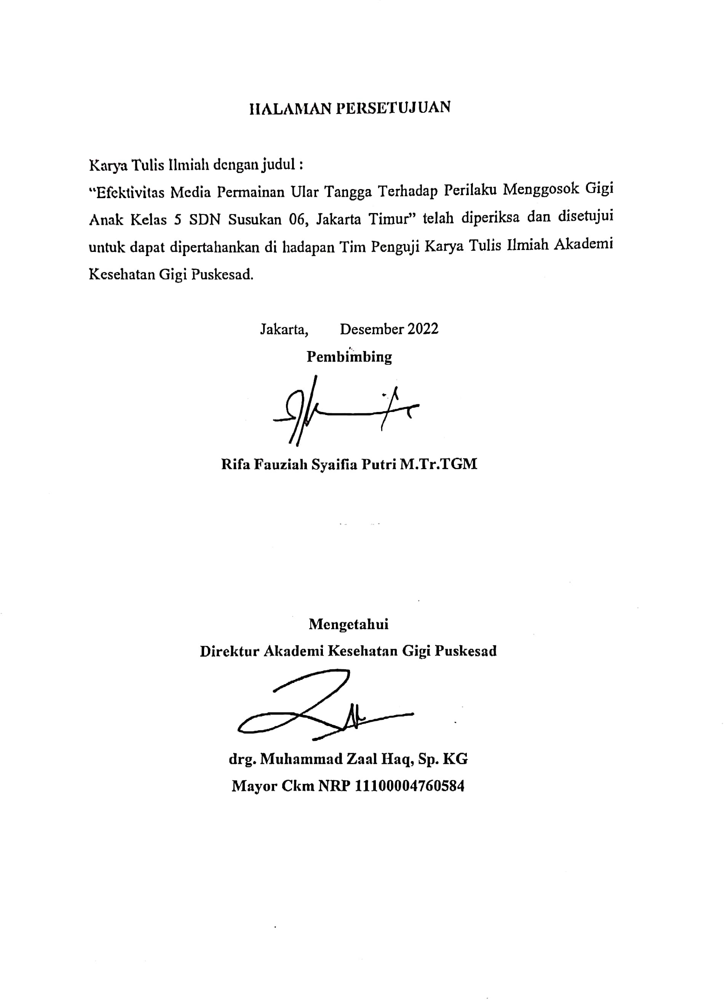 HALAMAN PERSETUJUAN
Karya Tulis Ilmiah dengan judul :
“Efektivitas Media Permainan Ular Tangga Terhadap Perilaku Menggosok Gigi
Anak Kelas 5 SDN Susukan 06, Jakarta Timur” telah diperiksa dan disetujui
untuk dapat dipertahankan di hadapan Tim Penguji Karya Tulis Ilmiah Akademi
Kesehatan Gigi Puskesad.
Jakarta, Desember 2022
Pembimbing
Rifa Fauziah Syaifia Putri M.Tr.TGM
Mengetahui
Direktur Akademi Kesehatan Gigi Puskesad
drg. Muhammad Zaal Haq, Sp. KG
Mayor Ckm NRP 11100004760584